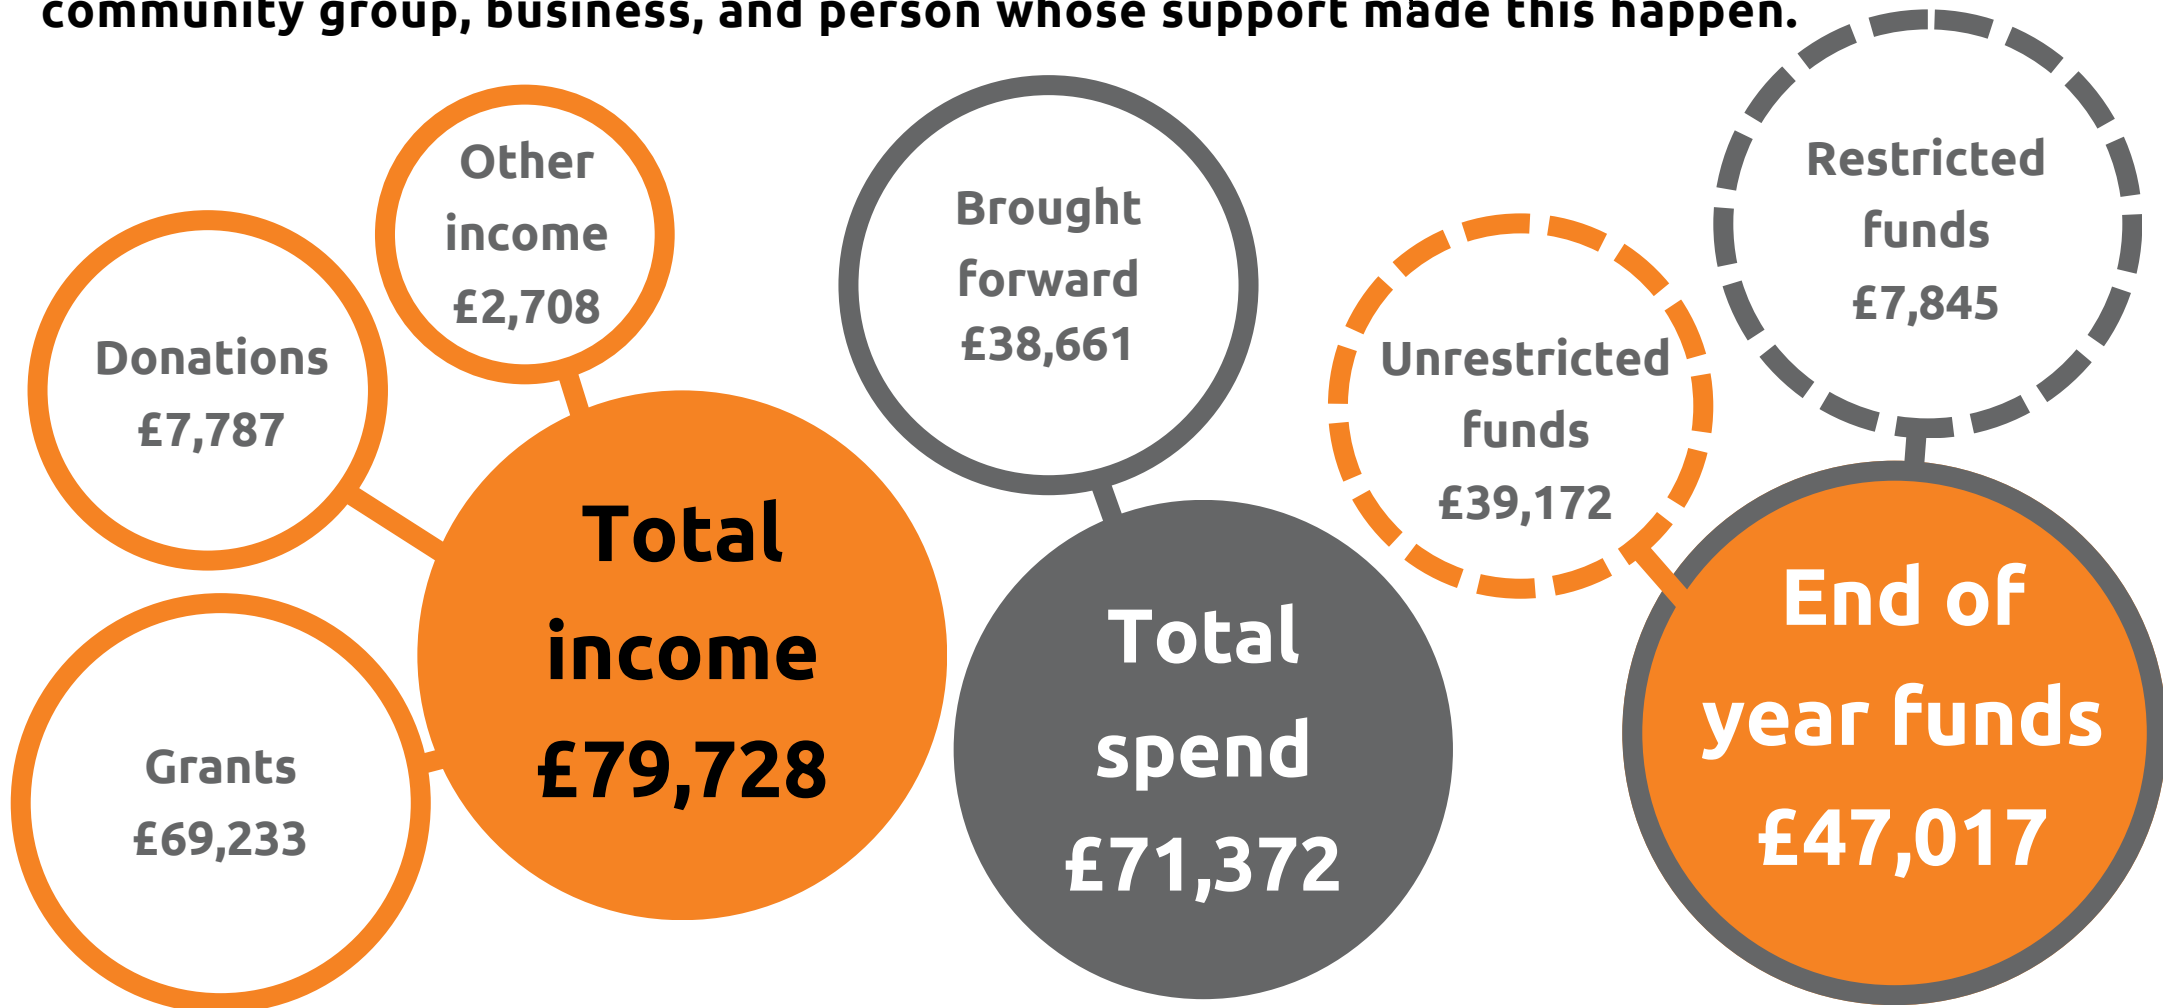 community group, business, and person whose support made this happen.
Other
income
£2,708
Donations
£7,787
Grants
£69,233
Total
income
£79,728
Brought
forward
£38,661
Total
spend
£71,372
Unrestricted
funds
£39,172
Restricted
funds
£7,845
End of
year funds
£47,017